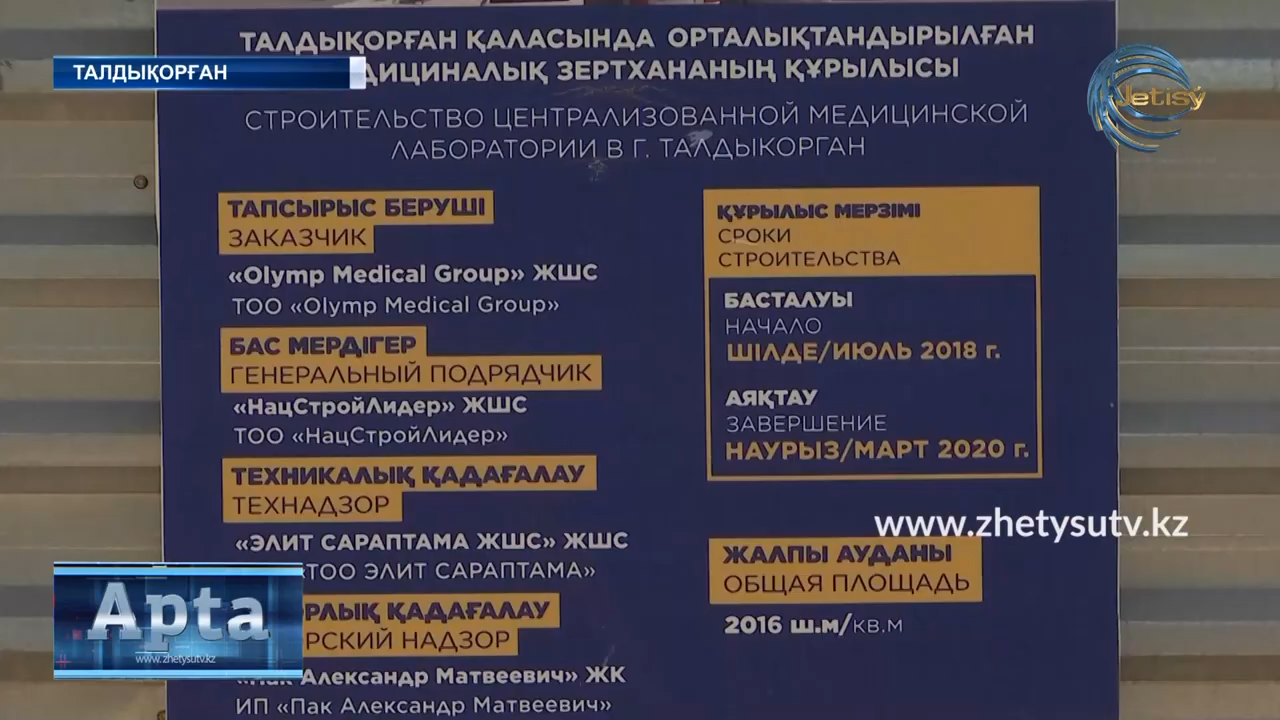 ТАЛДЫҚОРҒАН ҚАЛАСЫНДА ОРТАЛЫҚТАНДЫРЫЛҒАН
ЗЕРТХАНАНЫҢ ҚҰРЫЛЫСЫ
ТАЛДЫҚОРҒАН
Jetisý
СТРОИТЕЛЬСТВО ЦЕНТРАЛИЗОВАННОЙ МЕДИЦИНСКОЙ
ЛАБОРАТОРИИ В Г. ТАЛДЫКОРГАН
ТАПСЫРЫС БЕРУШІ
ЗАКАЗЧИК
«Olymp Medical Group» ЖШС
ТОО «Olymp Medical Group»
БАС МЕРДІГЕР
ГЕНЕРАЛЬНЫЙ ПОДРЯДЧИК
«НацСтройЛидер» ЖШС
ТОО «НацСтройЛидер»
ТЕХНИКАЛЫҚ ҚАДАҒАЛАУ
ТЕХНАДЗОР
«ЭЛИТ САРАПТАМА ЖШС» ЖШС
«ТОО ЭЛИТ САРАПТАМА»
ҚАДАҒАЛАУ
НАДЗОР
«Пак Александр Матвеевич» ЖК
ИП «Пак Александр Матвеевич»
ҚҰРЫЛЫС МЕРЗІМІ
СРОКИ
СТРОИТЕЛЬСТВА
БАСТАЛУЫ
НАЧАЛО
ШІЛДЕ/ИЮЛЬ 2018 г.
АЯҚТАУ
ЗАВЕРШЕНИЕ
НАУРЫЗ/МАРТ 2020 г.
www.zhetysutv.kz
ЖАЛПЫ АУДАНЫ
ОБЩАЯ ПЛОЩАДЬ
2016 ш.м/кв.м
Apta
www.zhetysutv.kz